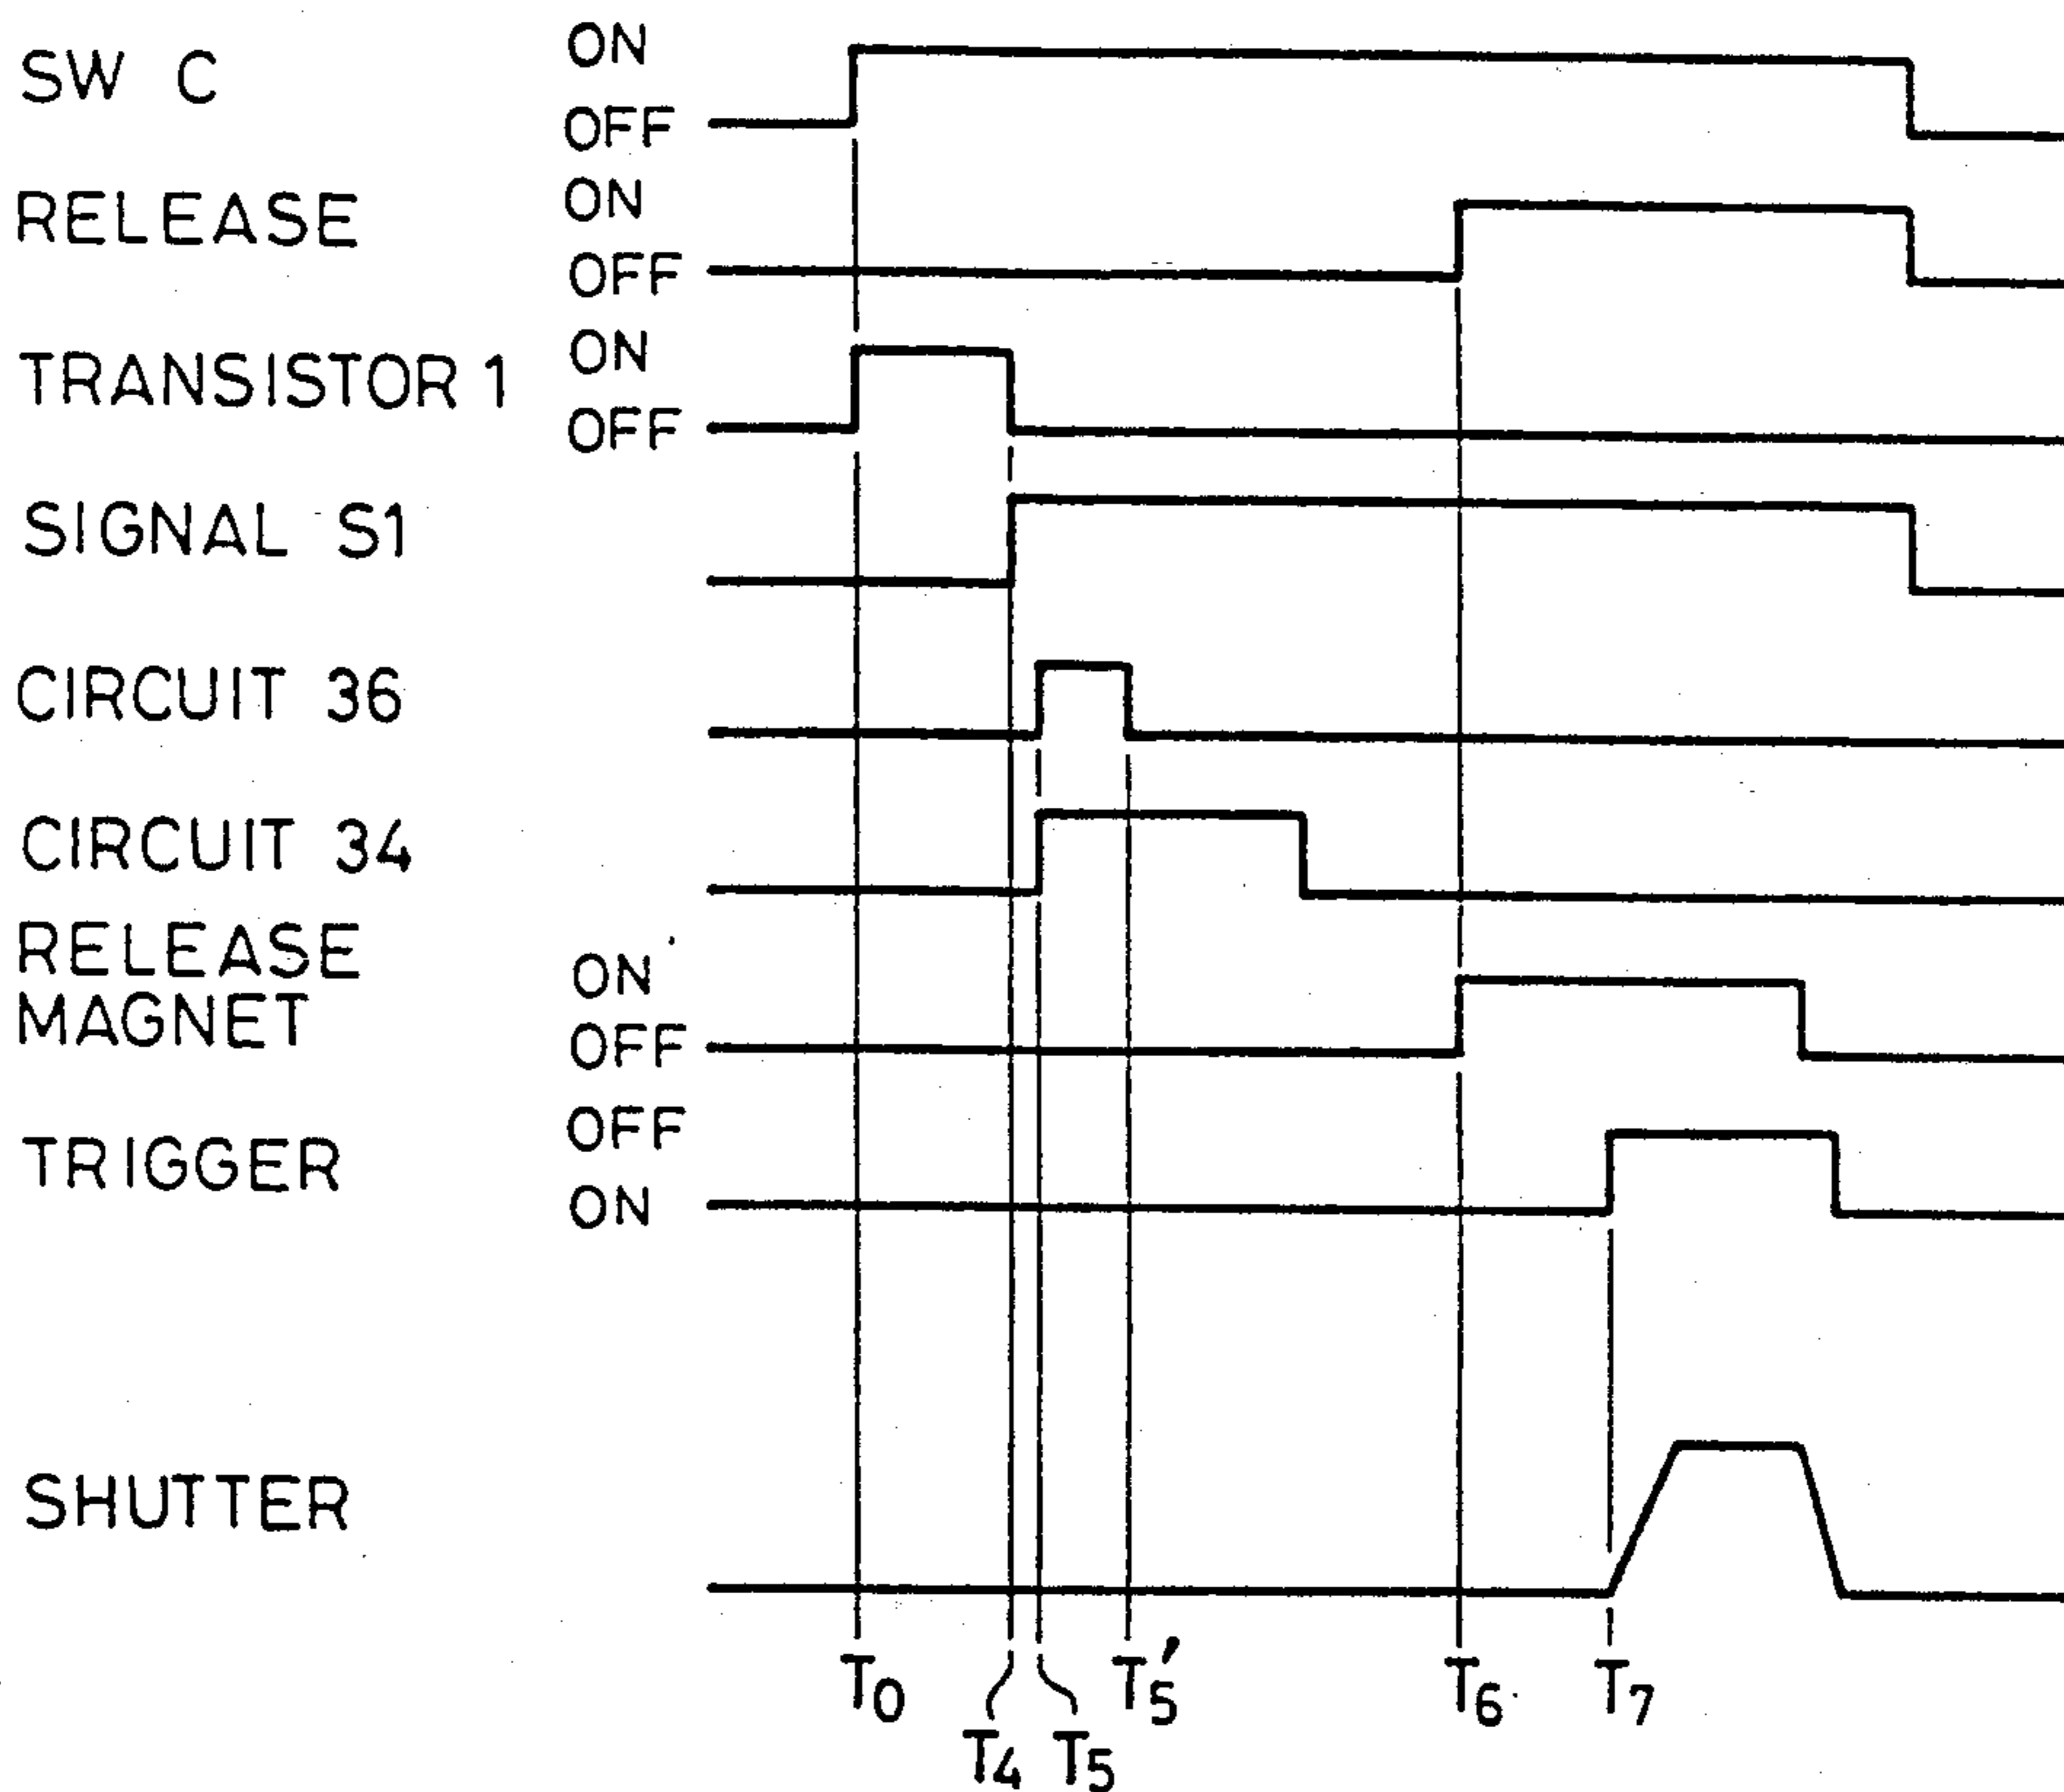 SW C ON
OFF
RELEASE ON
OFF
TRANSISTOR 1 ON
OFF
SIGNAL S1
CIRCUIT 36
CIRCUIT 34
RELEASE
MAGNET ON
OFF
TRIGGER OFF
ON
SHUTTER
T0 T4 T5 T5' T6 T7